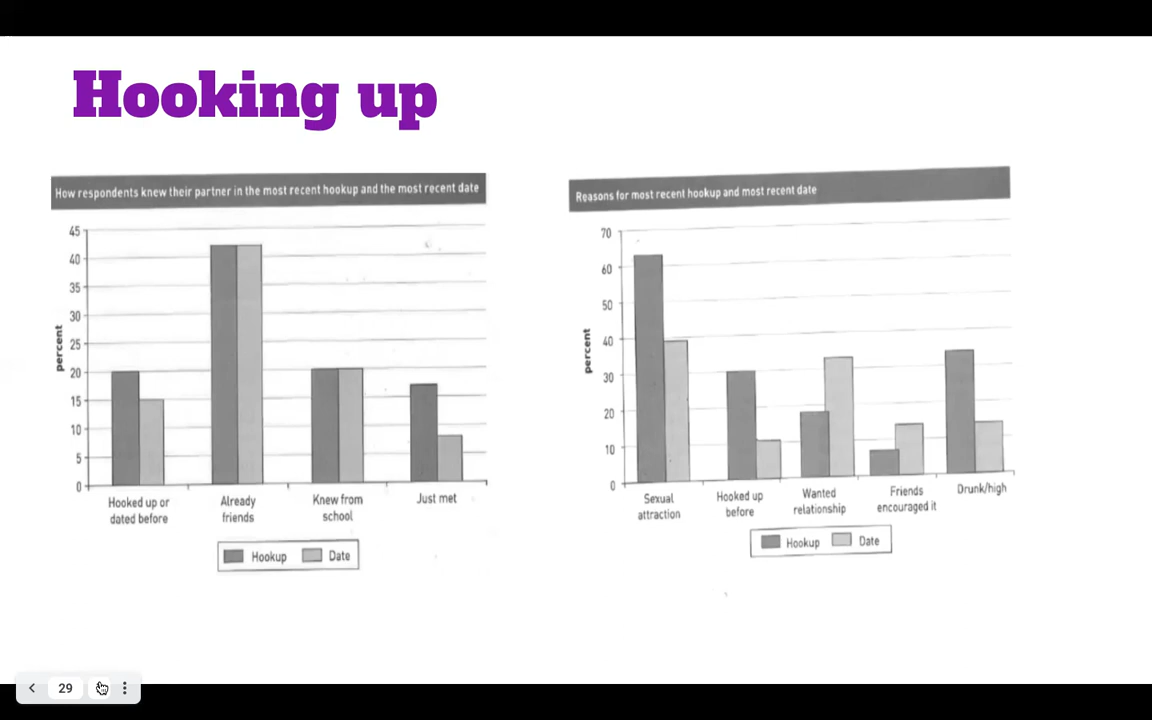 Hooking up
How respondents knew their partner in the most recent hookup and the most recent date
45
40
35
30
25
20
15
10
5
0
percent
Hooked up or
dated before
Already
friends
Knew from
school
Just met
Hookup
Date
Reasons for most recent hookup and most recent date
70
60
50
40
30
20
10
0
percent
Sexual
attraction
Hooked up
before
Wanted
relationship
Friends
encouraged it
Drunk/high
Hookup
Date
29